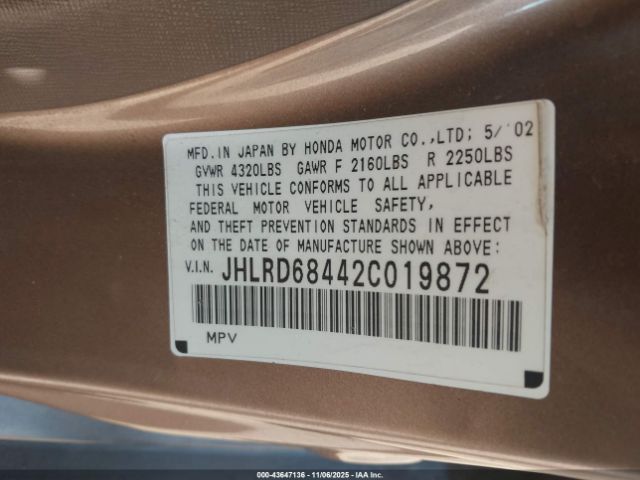 MFD.IN JAPAN BY HONDA MOTOR CO.,LTD; 5/'02
GVWR 4320LBS GAWR F 2160LBS R 2250LBS
THIS VEHICLE CONFORMS TO ALL APPLICABLE
FEDERAL MOTOR VEHICLE SAFETY,
AND THEFT PREVENTION STANDARDS IN EFFECT
ON THE DATE OF MANUFACTURE SHOWN ABOVE:
V.I.N. JHLRD68442C019872
MPV
000-43647136 - 11/06/2025 - IAA Inc.